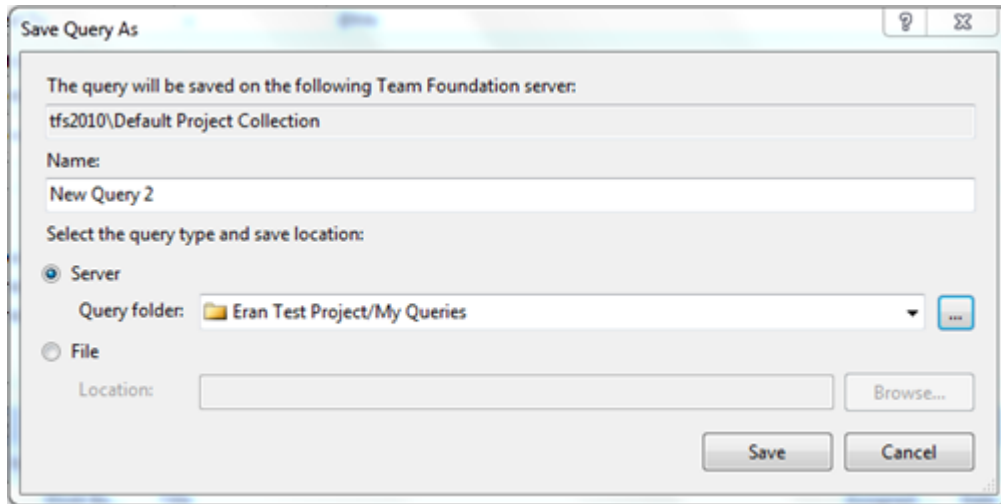 Save Query As
The query will be saved on the following Team Foundation server:
tfs2010\Default Project Collection
Name:
New Query 2
Select the query type and save location:
Server
Query folder: Eran Test Project/My Queries ...
File
Location: Browse...
Save Cancel